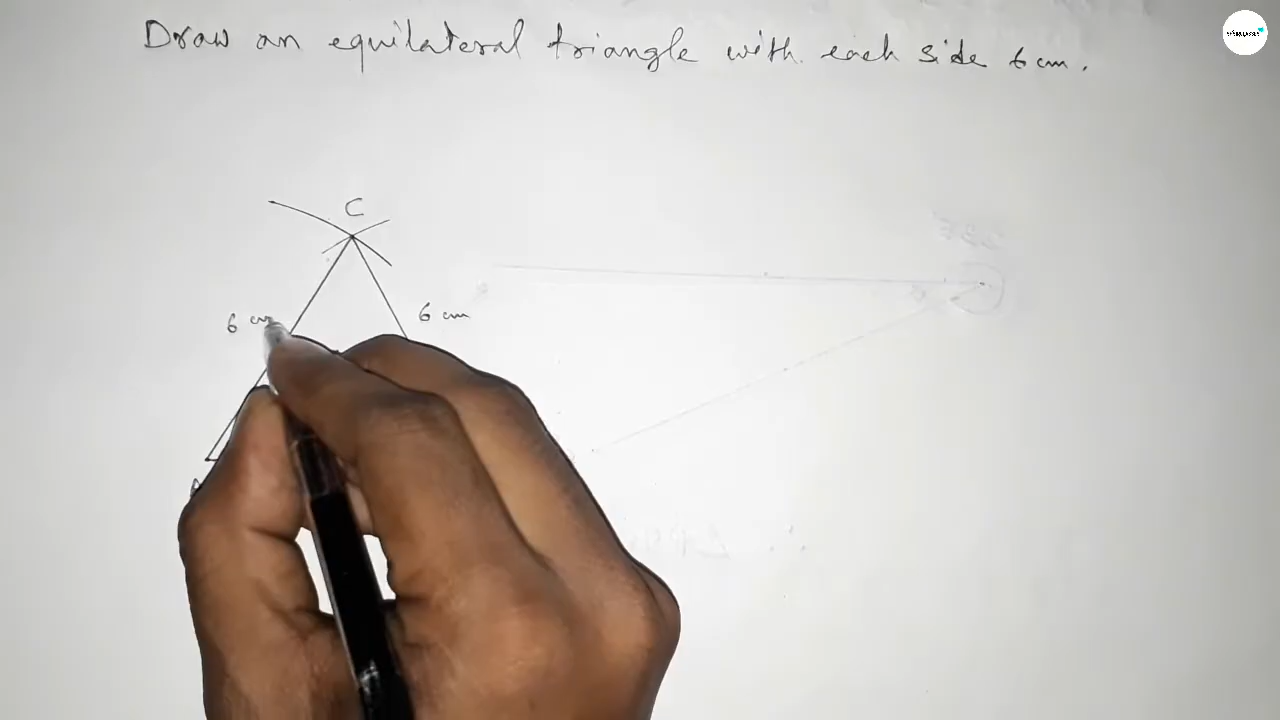 Draw an equilateral triangle with each side 6 cm.
C
6 cm
6 cm
A